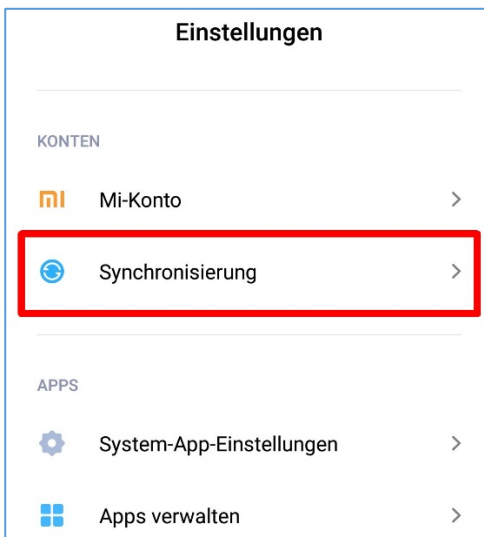 Einstellungen
KONTEN
Mi-Konto
Synchronisierung
APPS
System-App-Einstellungen
Apps verwalten